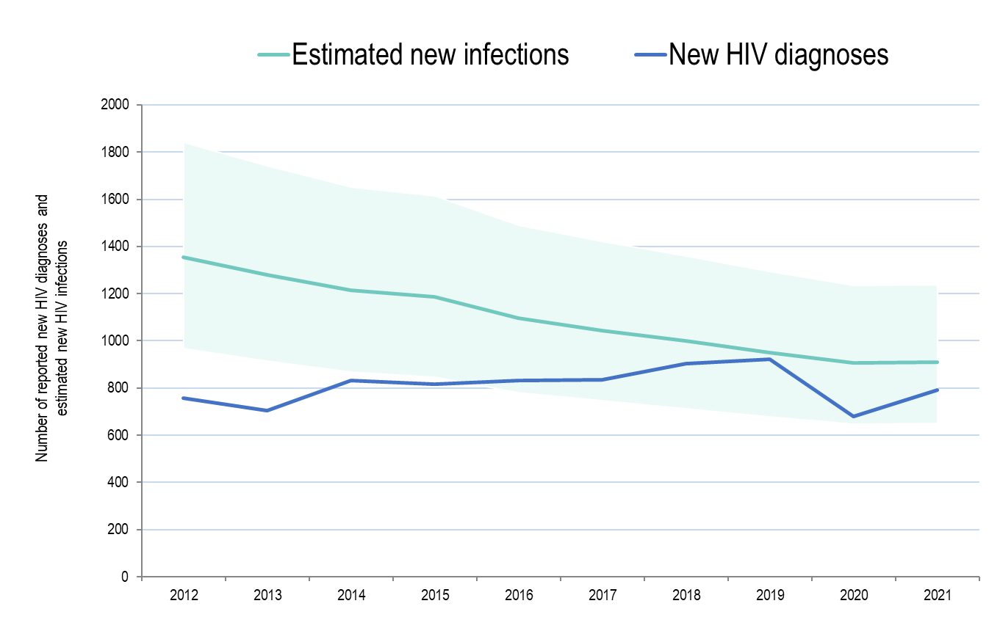 Estimated new infections
New HIV diagnoses
Number of reported new HIV diagnoses and
estimated new HIV infections
2000
1800
1600
1400
1200
1000
800
600
400
200
0
2012 2013 2014 2015 2016 2017 2018 2019 2020 2021